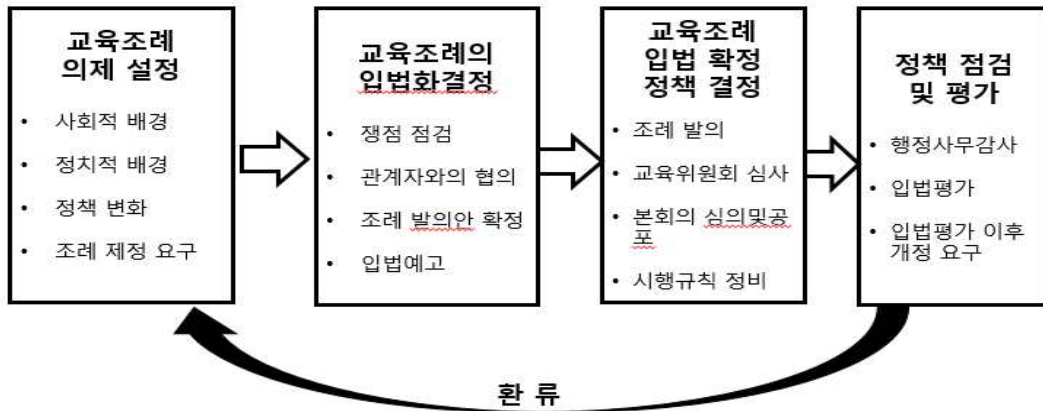 교육조례
의제 설정
• 사회적 배경
• 정치적 배경
• 정책 변화
• 조례 제정 요구
교육조례의
입법화결정
• 쟁점 점검
• 관계자와의 협의
• 조례 발의안 확정
• 입법예고
교육조례
입법 확정
정책 결정
• 조례 발의
• 교육위원회 심사
• 본회의 심의및공
포
• 시행규칙 정비
정책 점검
및 평가
• 행정사무감사
• 입법평가
• 입법평가 이후
개정 요구
환 류